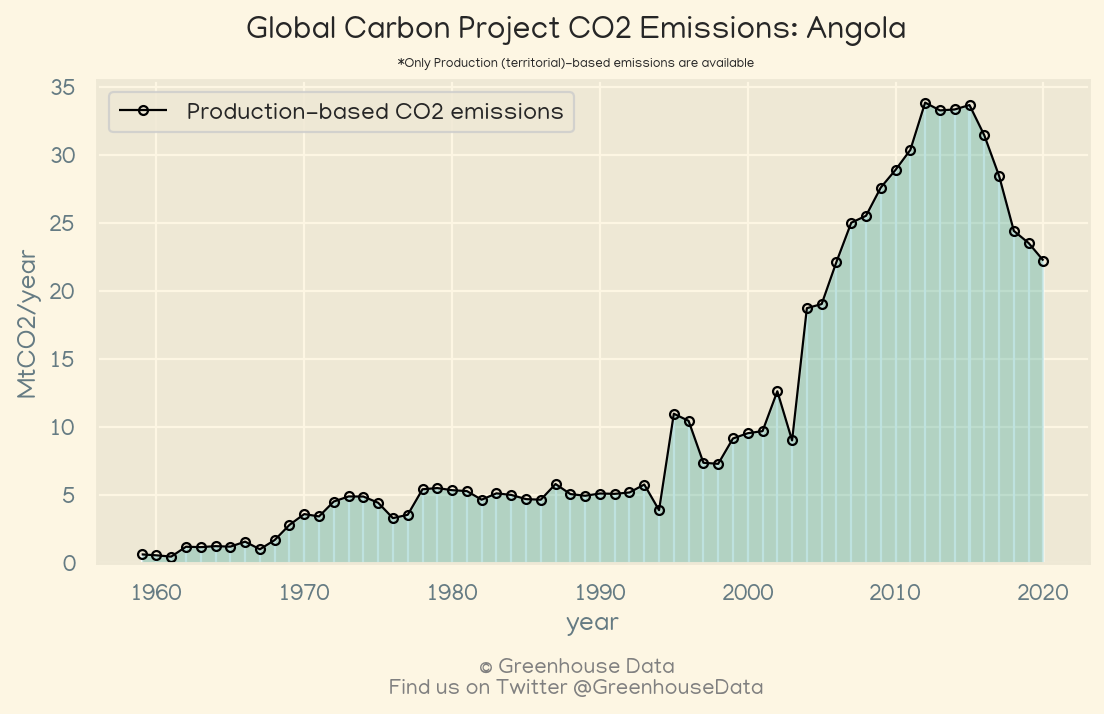 Global Carbon Project CO2 Emissions: Angola
*Only Production (territorial)-based emissions are available
Production-based CO2 emissions
MtCO2/year
35
30
25
20
15
10
5
0
1960 1970 1980 1990 2000 2010 2020
year
© Greenhouse Data
Find us on Twitter @GreenhouseData